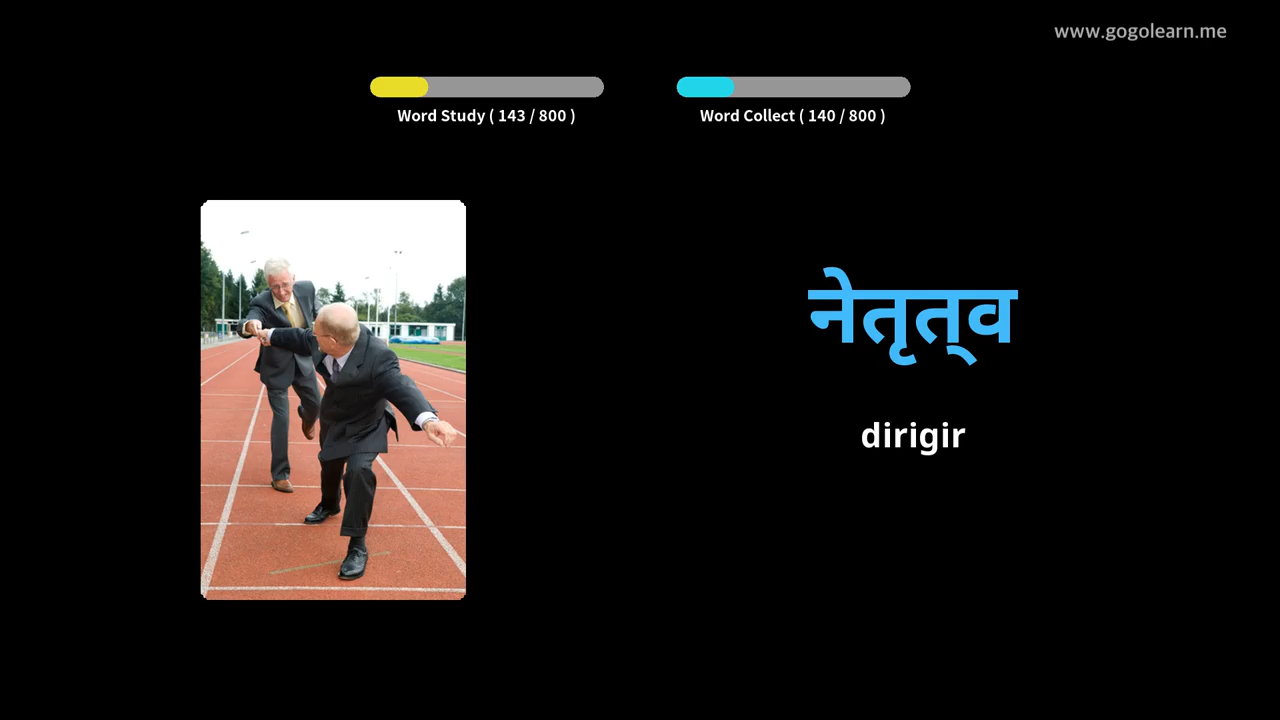 www.gogolearn.me
Word Study ( 143 / 800 )
Word Collect ( 140 / 800 )
नेतृत्‌व
dirigir